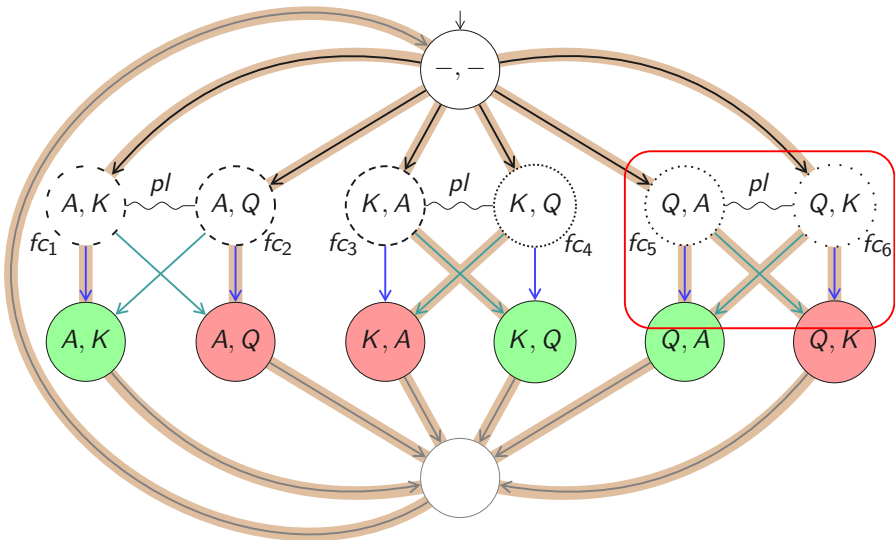 −, −
pl pl pl
A, K A, Q K, A K, Q Q, A Q, K
fc₁ fc₂ fc₃ fc₄ fc₅ fc₆
A, K A, Q K, A K, Q Q, A Q, K